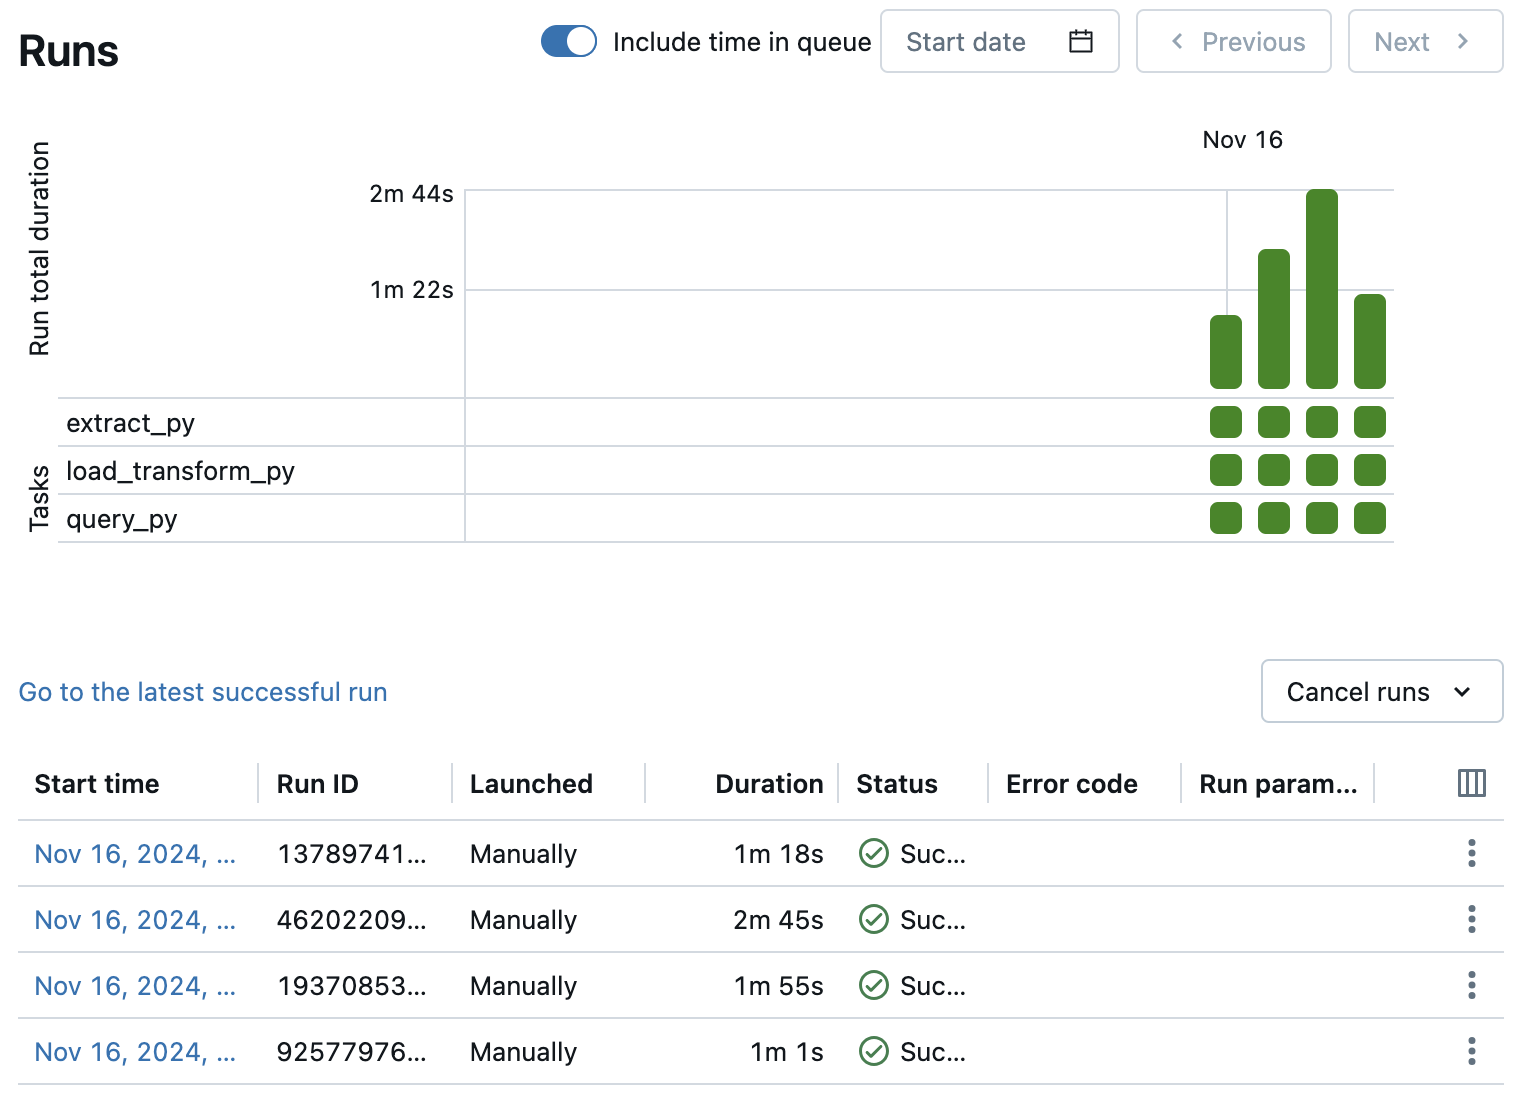 Runs
Include time in queue
Start date
Previous
Next
Nov 16
Run total duration
2m 44s
1m 22s
Tasks
extract_py
load_transform_py
query_py
Go to the latest successful run
Cancel runs
Start time Run ID Launched Duration Status Error code Run param...
Nov 16, 2024, ... 13789741... Manually 1m 18s Suc...
Nov 16, 2024, ... 46202209... Manually 2m 45s Suc...
Nov 16, 2024, ... 19370853... Manually 1m 55s Suc...
Nov 16, 2024, ... 92577976... Manually 1m 1s Suc...